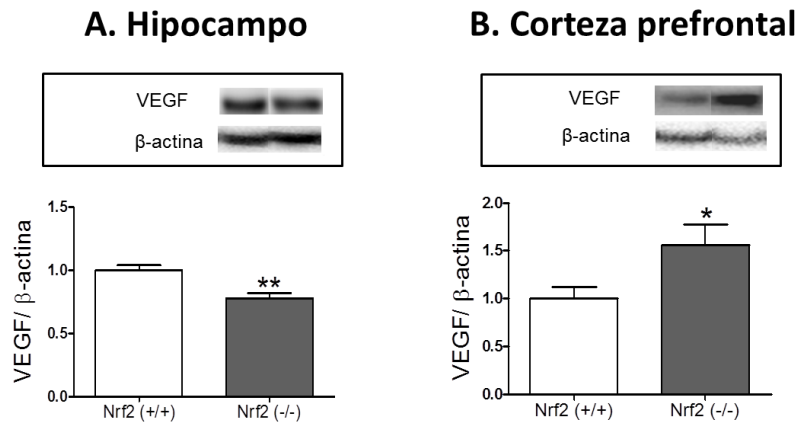 A. Hipocampo
VEGF
β-actina
VEGF/ β-actina
1.5
1.0
0.5
0.0
**
Nrf2 (+/+)
Nrf2 (-/-)
B. Corteza prefrontal
VEGF
β-actina
VEGF/ β-actina
2.0
1.5
1.0
0.5
0.0
*
Nrf2 (+/+)
Nrf2 (-/-)